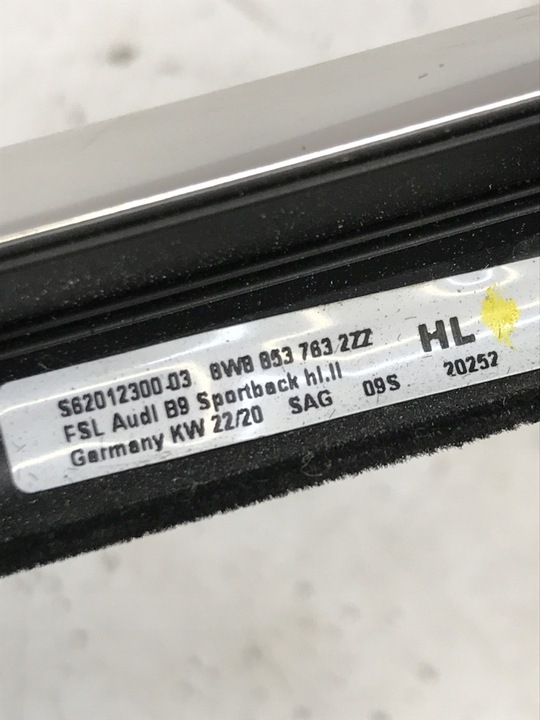 S62012300.03 8W8 853 763 2ZZ HL
FSL Audi B9 Sportback hl.li
Germany KW 22/20 SAG 09S 20252